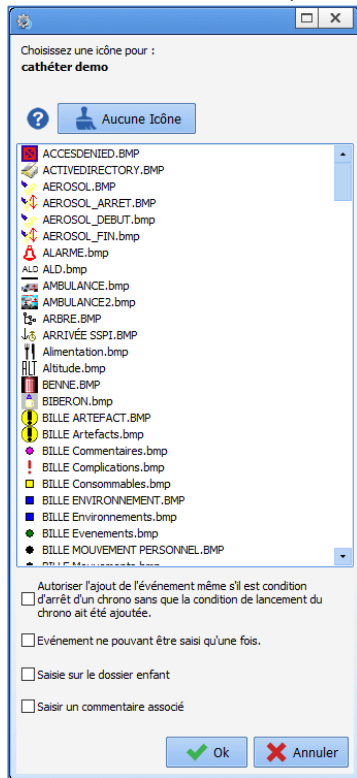 Choisissez une icône pour :
cathéter demo
Aucune Icône
ACCESDENIED.BMP
ACTIVEDIRECTORY.BMP
AEROSOL.BMP
AEROSOL_ARRET.BMP
AEROSOL_DEBUT.bmp
AEROSOL_FIN.bmp
ALARME.bmp
ALD ALD.bmp
AMBULANCE.bmp
AMBULANCE2.bmp
ARBRE.BMP
ARRIVÉE SSPI.BMP
Alimentation.bmp
ALT Altitude.bmp
BENNE.BMP
BIBERON.bmp
BILLE ARTEFACT.BMP
BILLE Artefacts.bmp
BILLE Commentaires.bmp
BILLE Complications.bmp
BILLE Consommables.bmp
BILLE ENVIRONNEMENT.BMP
BILLE Environnements.bmp
BILLE Evenements.bmp
BILLE MOUVEMENT PERSONNEL.BMP
BILLE Mouvements.bmp
Autoriser l'ajout de l'événement même s'il est condition
d'arrêt d'un chrono sans que la condition de lancement du
chrono ait été ajoutée.
Evénement ne pouvant être saisi qu'une fois.
Saisie sur le dossier enfant
Saisir un commentaire associé
Ok
Annuler